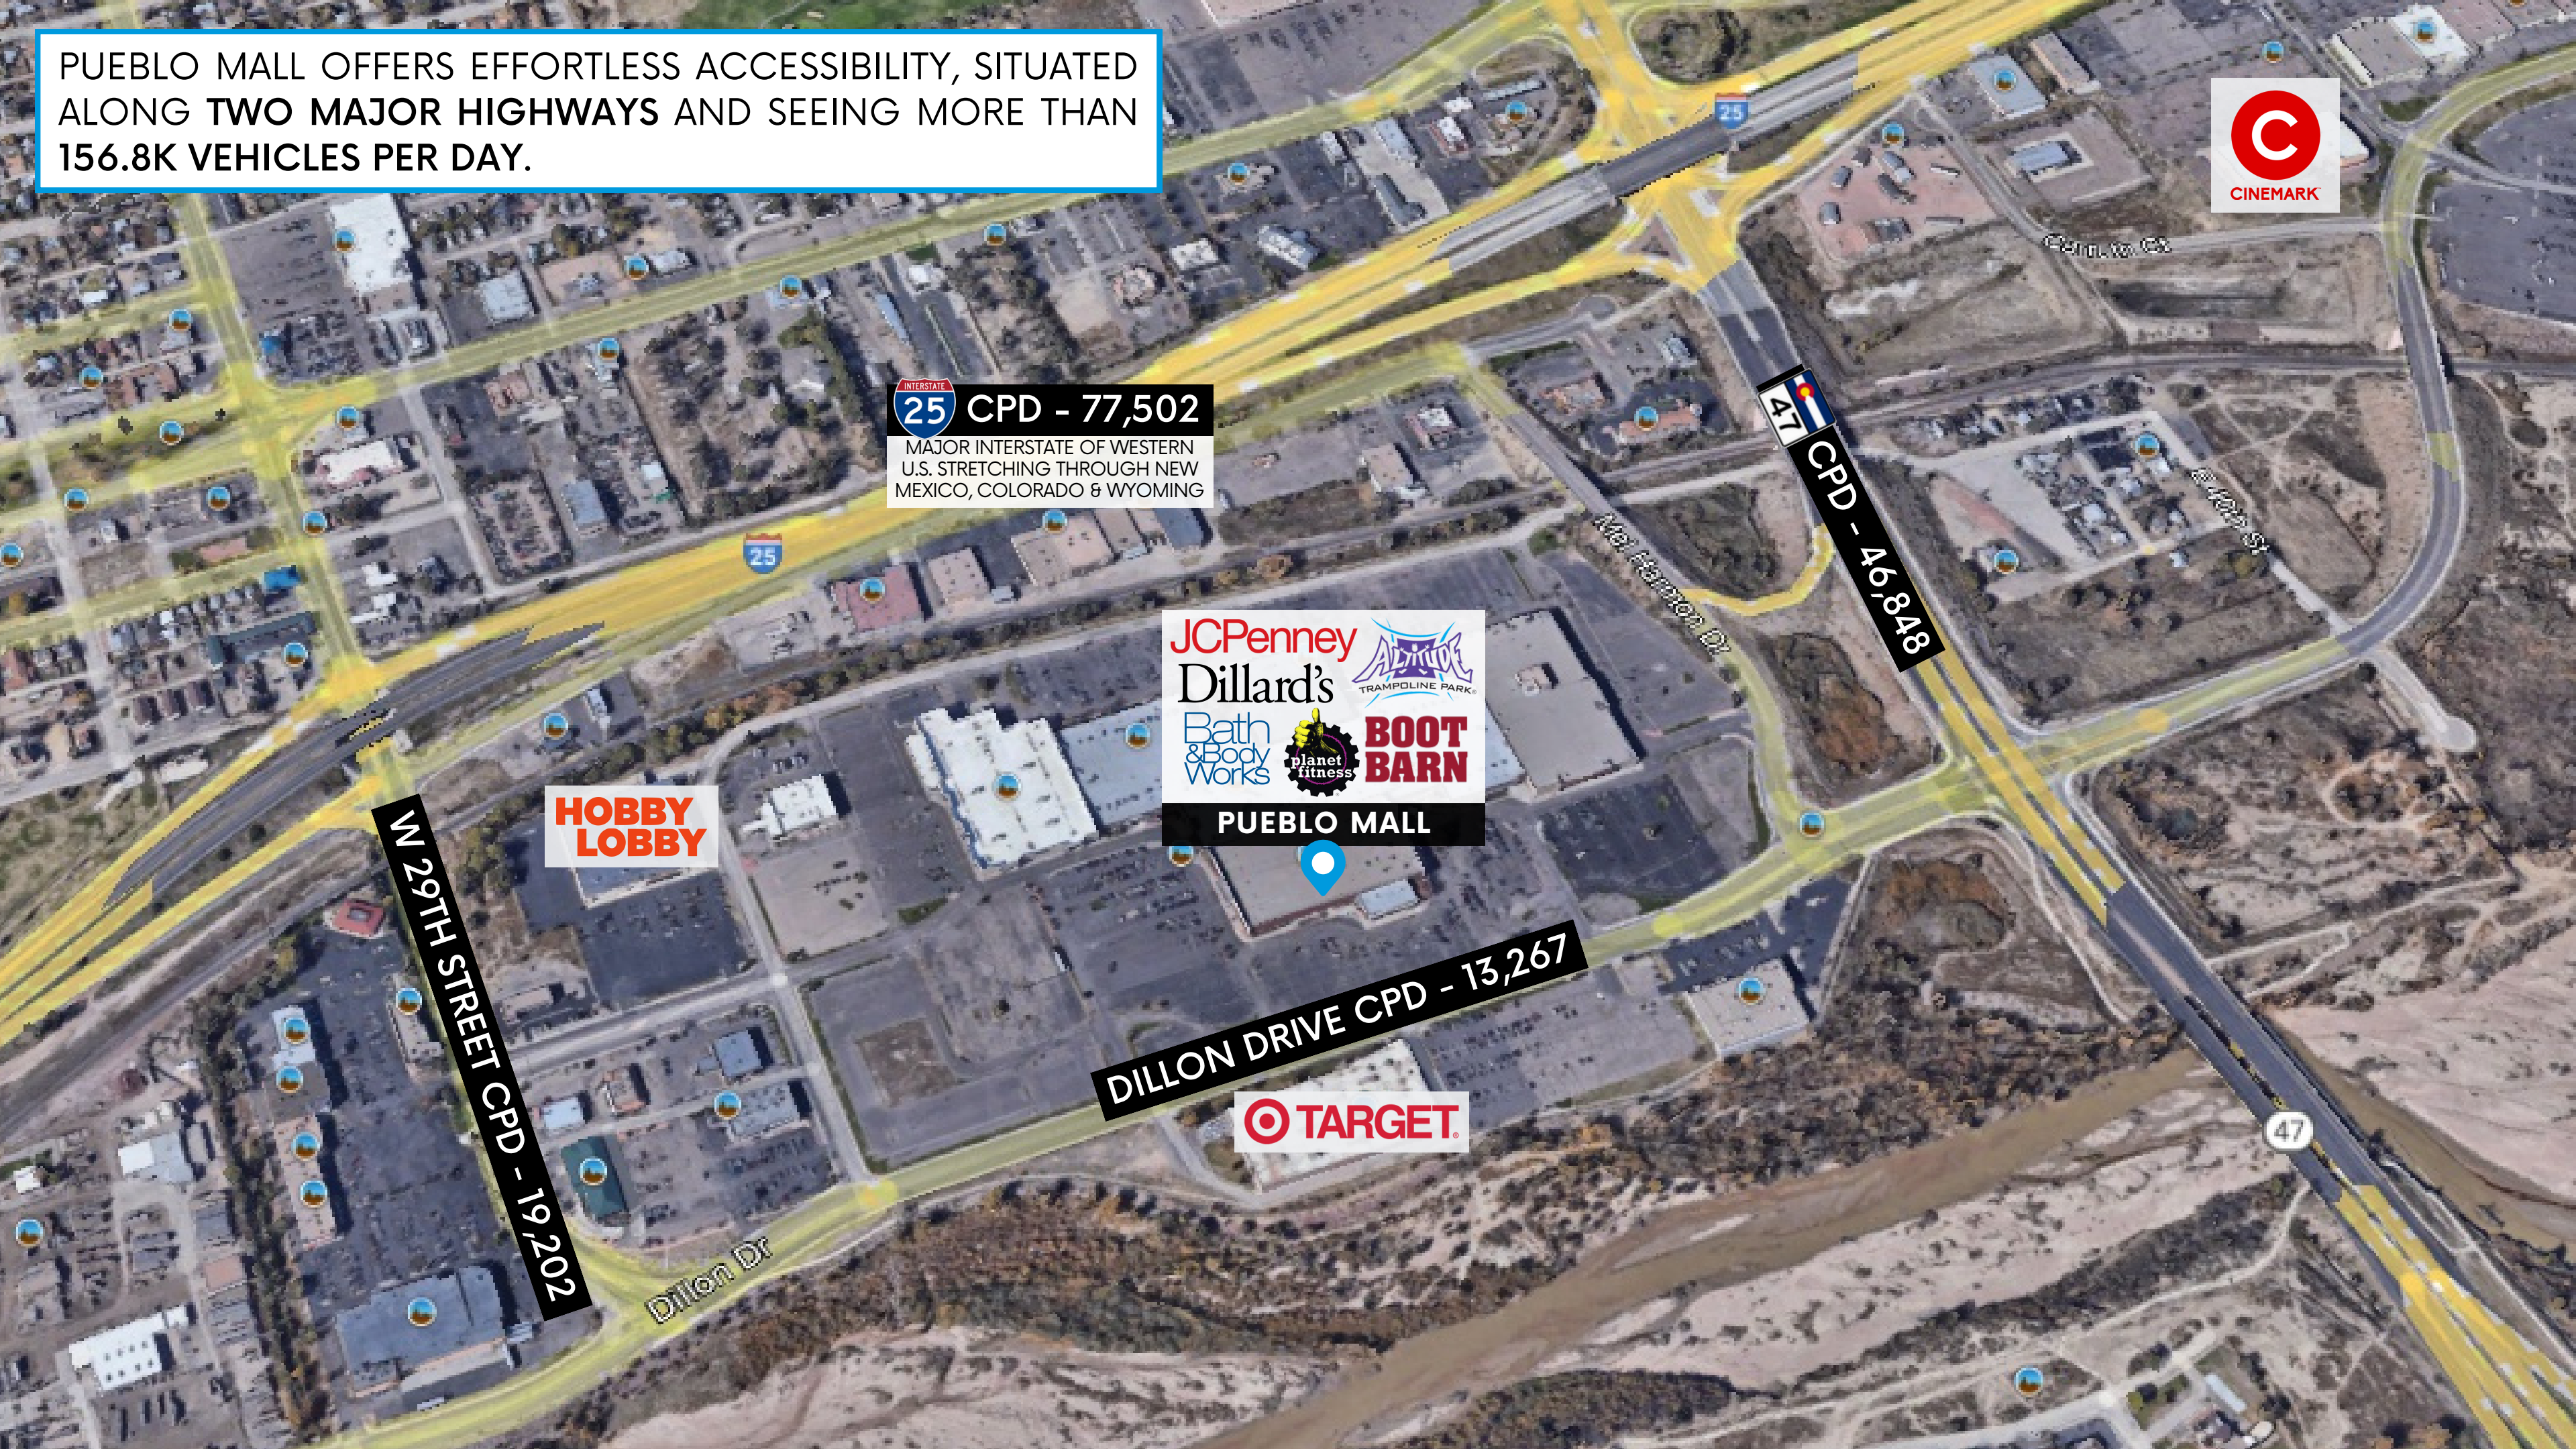 PUEBLO MALL OFFERS EFFORTLESS ACCESSIBILITY, SITUATED
ALONG TWO MAJOR HIGHWAYS AND SEEING MORE THAN
156.8K VEHICLES PER DAY.
25
C
CINEMARK
INTERSTATE
25 CPD - 77,502
MAJOR INTERSTATE OF WESTERN
U.S. STRETCHING THROUGH NEW
MEXICO, COLORADO & WYOMING
47
CPD - 46,848
25
JCPenney
ALTITUDE
TRAMPOLINE PARK
Dillard's
Bath
& Body
Works
planet
fitness
BOOT
BARN
PUEBLO MALL
HOBBY
LOBBY
W 29TH STREET CPD - 19,202
DILLON DRIVE CPD - 13,267
TARGET
47
Dillon Dr